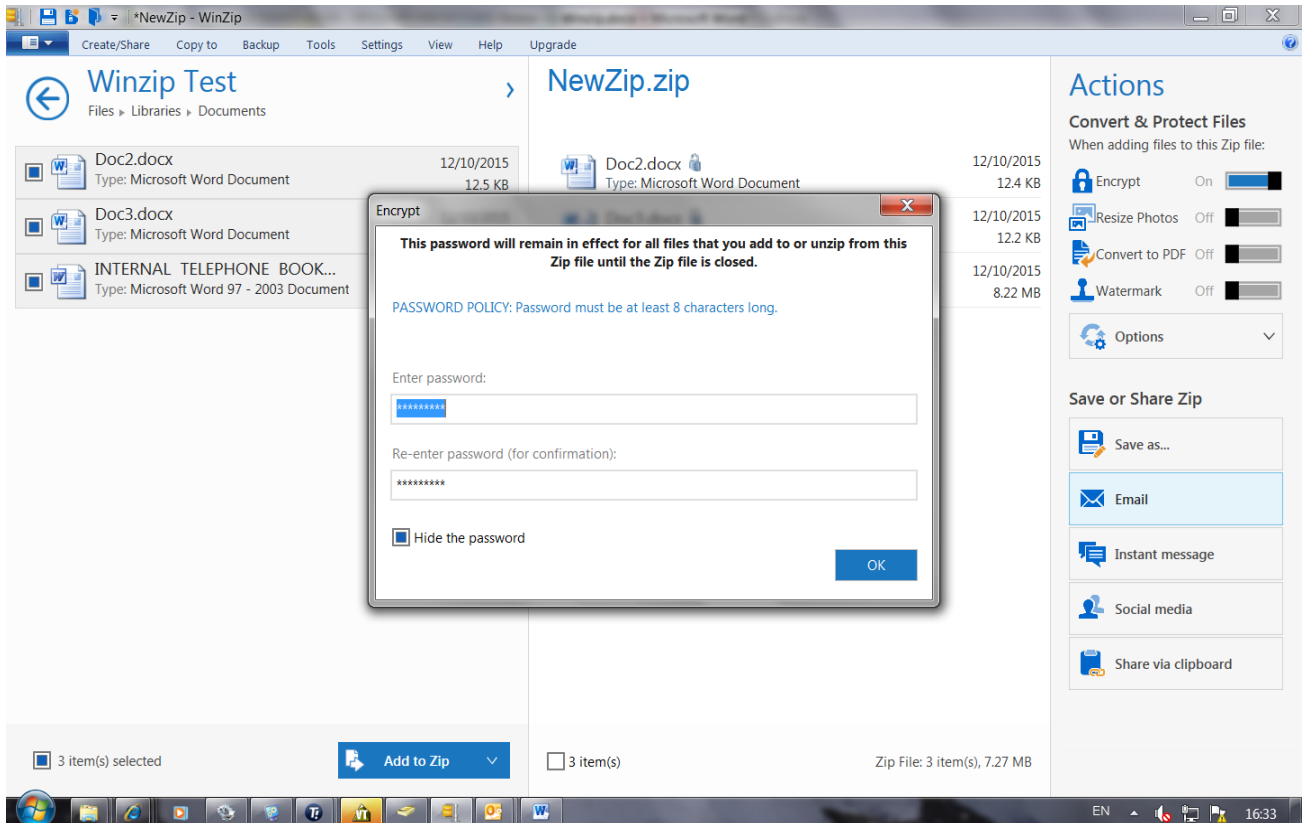 *NewZip - WinZip
Create/Share Copy to Backup Tools Settings View Help Upgrade
Winzip Test
Files ▸ Libraries ▸ Documents
Doc2.docx 12/10/2015
Type: Microsoft Word Document 12.5 KB
Doc3.docx
Type: Microsoft Word Document
INTERNAL TELEPHONE BOOK...
Type: Microsoft Word 97 - 2003 Document
3 item(s) selected
Add to Zip
NewZip.zip
Doc2.docx 12/10/2015
Type: Microsoft Word Document 12.4 KB
12/10/2015
12.2 KB
12/10/2015
8.22 MB
3 item(s)
Zip File: 3 item(s), 7.27 MB
Encrypt
This password will remain in effect for all files that you add to or unzip from this
Zip file until the Zip file is closed.
PASSWORD POLICY: Password must be at least 8 characters long.
Enter password:
*********
Re-enter password (for confirmation):
*********
Hide the password
OK
Actions
Convert & Protect Files
When adding files to this Zip file:
Encrypt On
Resize Photos Off
Convert to PDF Off
Watermark Off
Options
Save or Share Zip
Save as...
Email
Instant message
Social media
Share via clipboard
EN 16:33